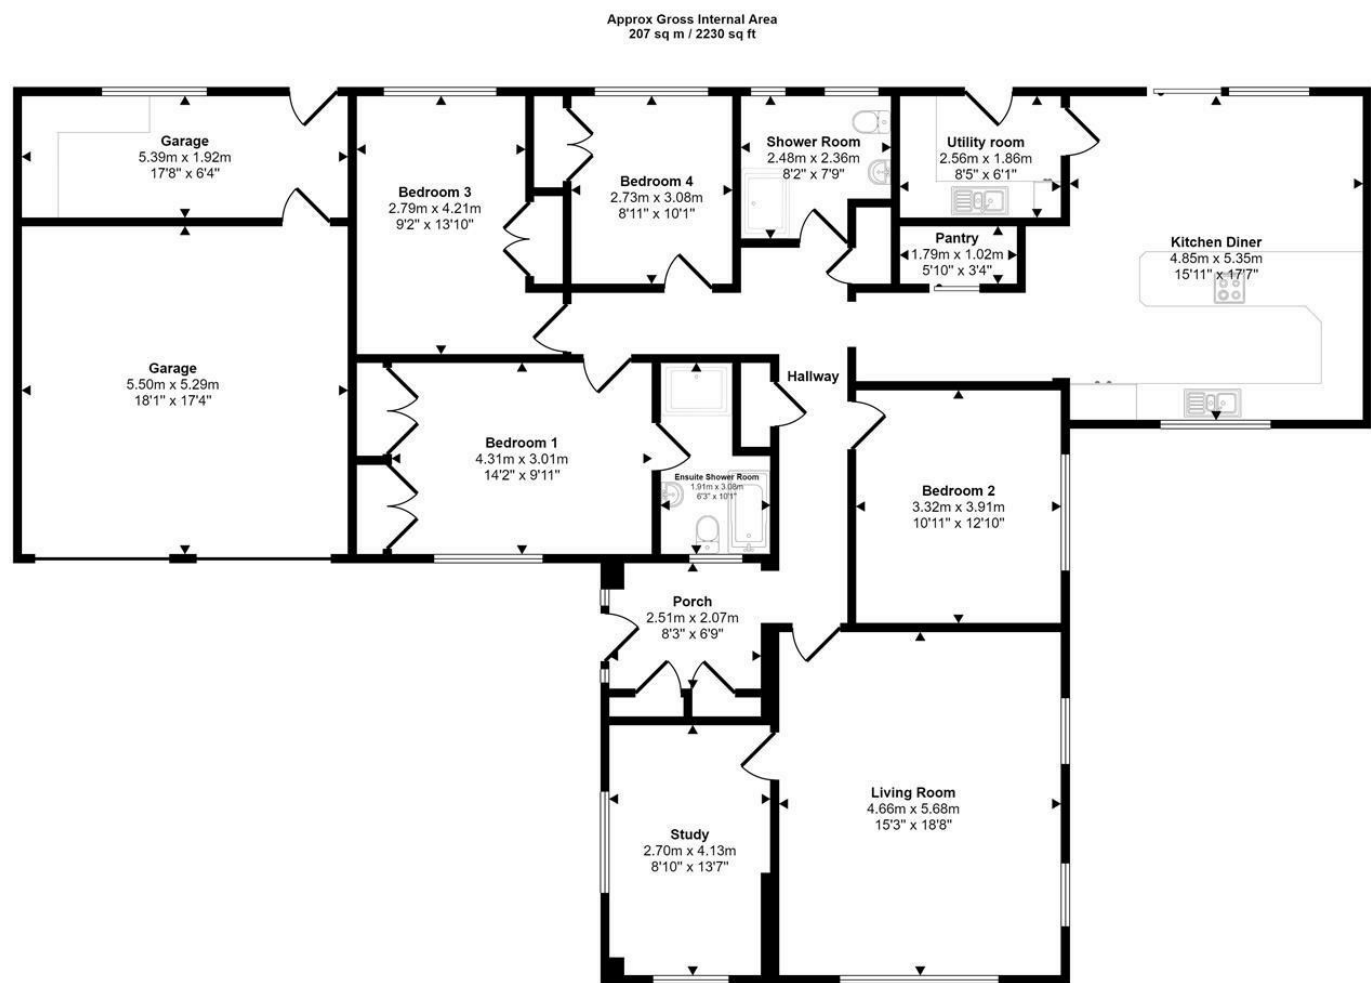 Approx Gross Internal Area
207 sq m / 2230 sq ft
Garage
5.39m x 1.92m
17'8" x 6'4"
Bedroom 3
2.79m x 4.21m
9'2" x 13'10"
Bedroom 4
2.73m x 3.08m
8'11" x 10'1"
Shower Room
2.48m x 2.36m
8'2" x 7'9"
Utility room
2.56m x 1.86m
8'5" x 6'1"
Pantry
1.79m x 1.02m
5'10" x 3'4"
Kitchen Diner
4.85m x 5.35m
15'11" x 17'7"
Garage
5.50m x 5.29m
18'1" x 17'4"
Hallway
Bedroom 1
4.31m x 3.01m
14'2" x 9'11"
Ensuite Shower Room
1.91m x 3.08m
6'3" x 10'1"
Bedroom 2
3.32m x 3.91m
10'11" x 12'10"
Porch
2.51m x 2.07m
8'3" x 6'9"
Living Room
4.66m x 5.68m
15'3" x 18'8"
Study
2.70m x 4.13m
8'10" x 13'7"